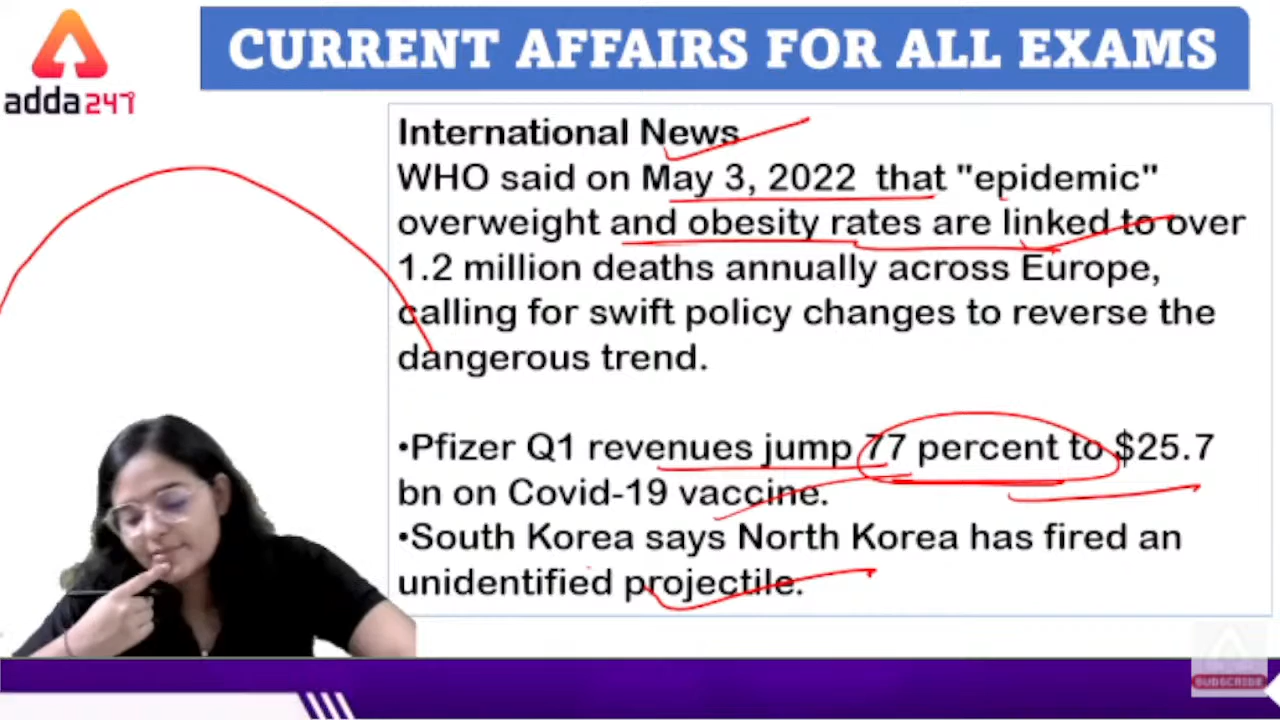 CURRENT AFFAIRS FOR ALL EXAMS
adda247
International News
WHO said on May 3, 2022 that "epidemic"
overweight and obesity rates are linked to over
1.2 million deaths annually across Europe,
calling for swift policy changes to reverse the
dangerous trend.
•Pfizer Q1 revenues jump 77 percent to $25.7
bn on Covid-19 vaccine.
•South Korea says North Korea has fired an
unidentified projectile.
SUBSCRIBE